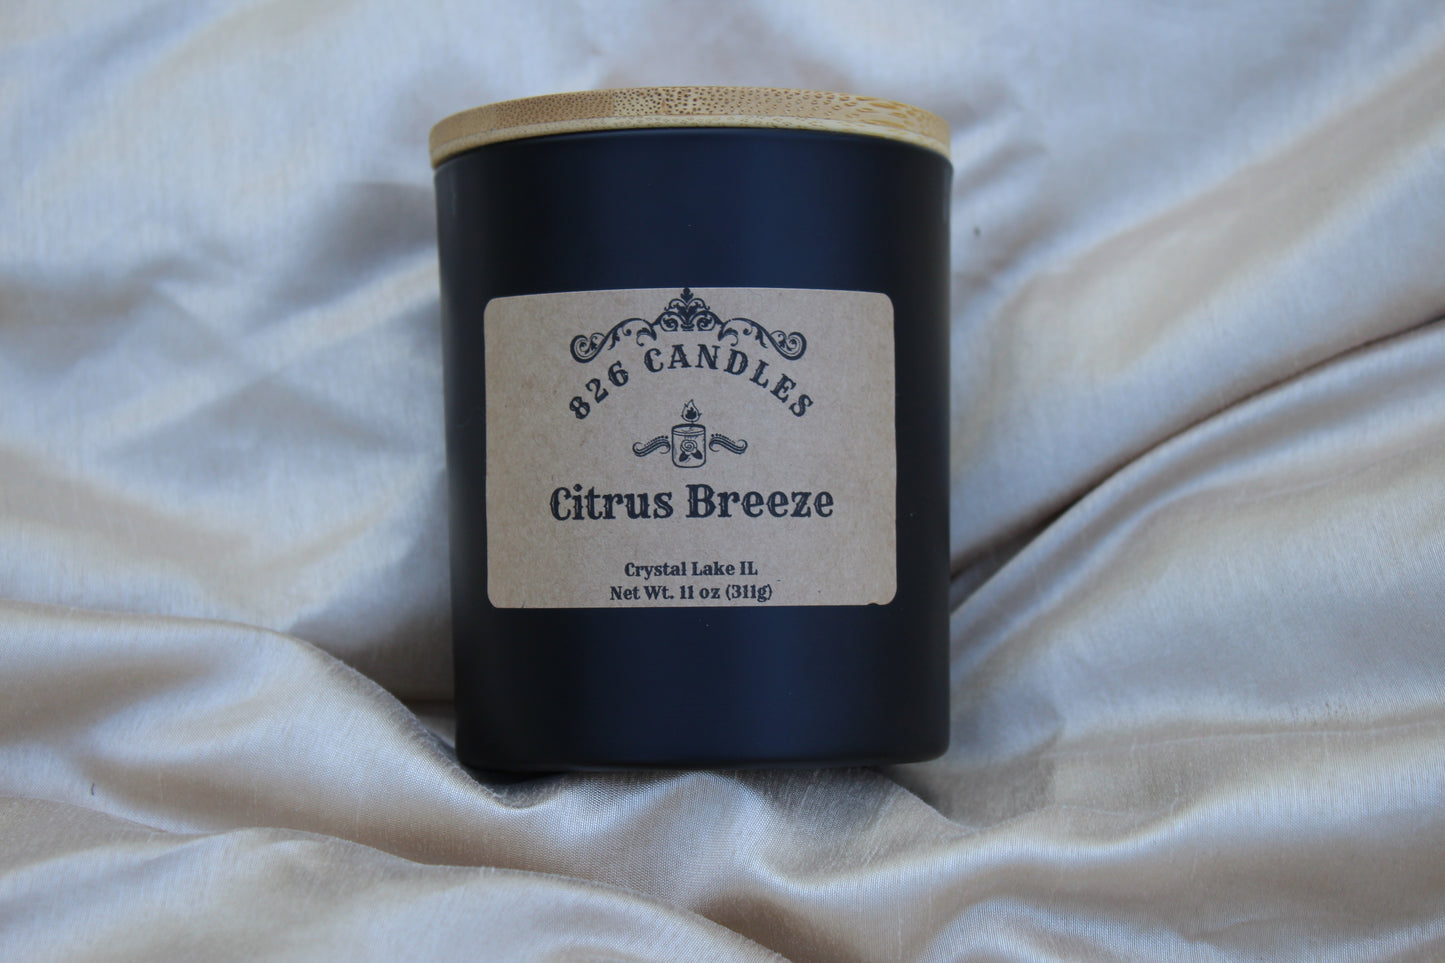 826 CANDLES
Citrus Breeze
Crystal Lake IL
Net Wt. 11 oz (311g)